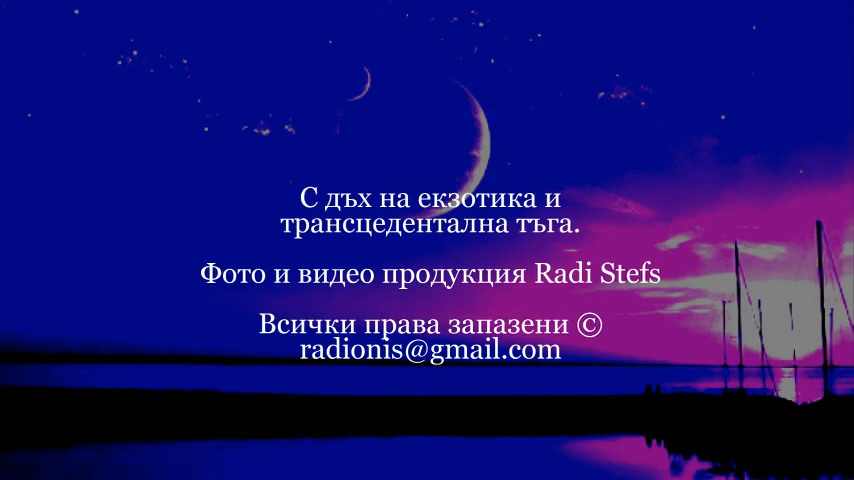 С дъх на екзотика и
трансцедентална тъга.
Фото и видео продукция Radi Stefs
Всички права запазени ©
radionis@gmail.com